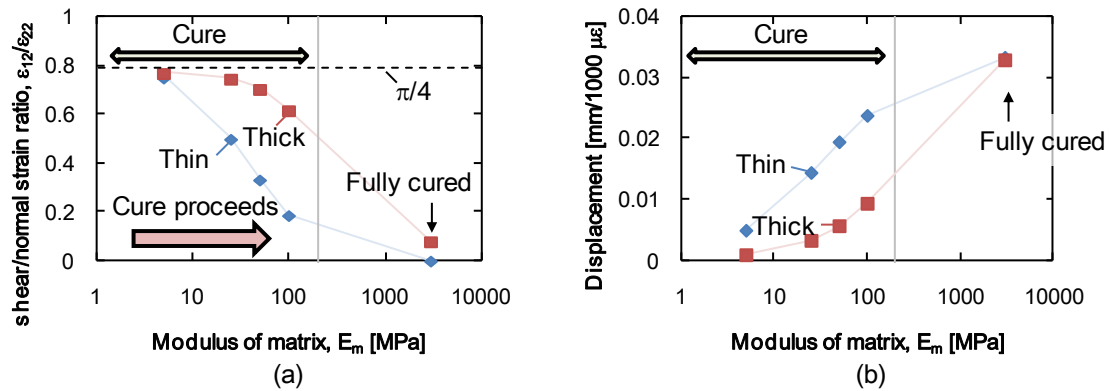 shear/normal strain ratio, ε12/ε22
1
0.8
0.6
0.4
0.2
0
Cure
π/4
Thick
Thin
Fully cured
Cure proceeds
1 10 100 1000 10000
Modulus of matrix, Em [MPa]
(a)
Displacement [mm/1000 με]
0.04
0.03
0.02
0.01
0
Cure
Thin
Fully cured
Thick
1 10 100 1000 10000
Modulus of matrix, Em [MPa]
(b)